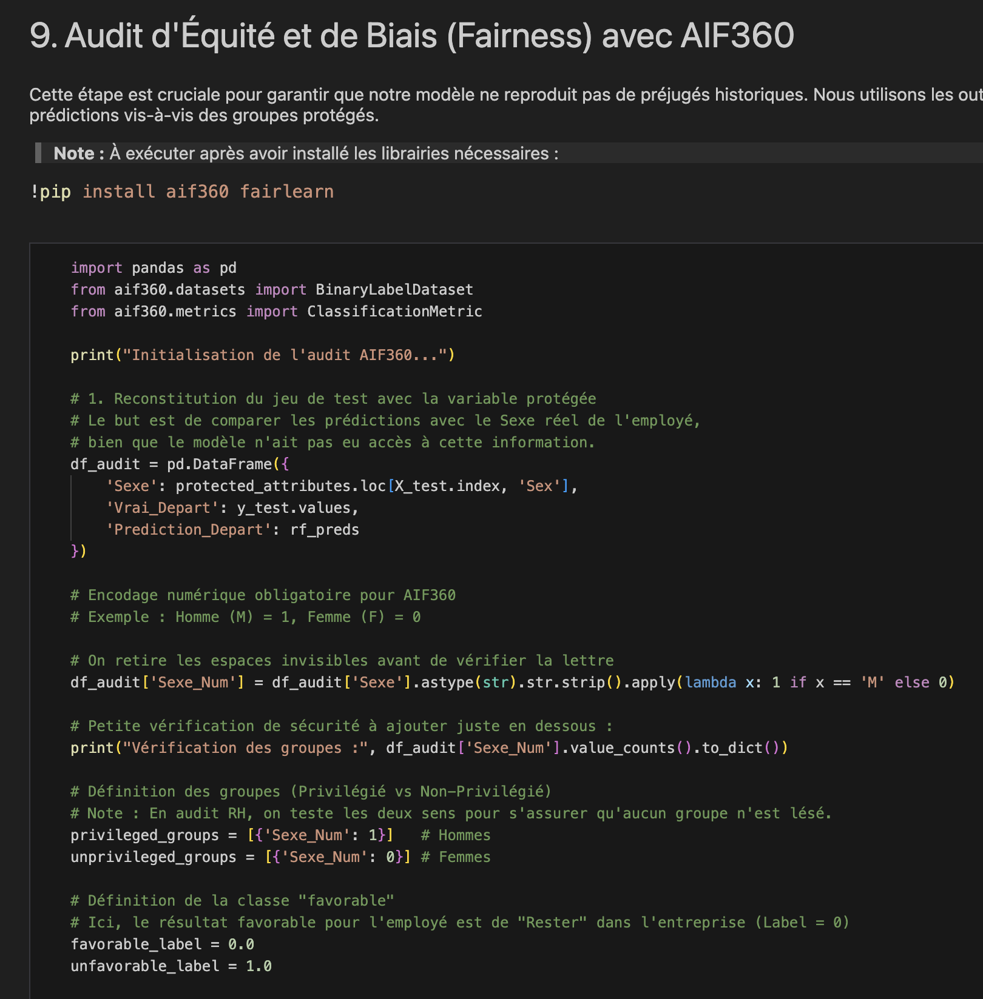 9. Audit d'Équité et de Biais (Fairness) avec AIF360
Cette étape est cruciale pour garantir que notre modèle ne reproduit pas de préjugés historiques. Nous utilisons les
prédictions vis-à-vis des groupes protégés.
Note : À exécuter après avoir installé les librairies nécessaires :
!pip install aif360 fairlearn
import pandas as pd
from aif360.datasets import BinaryLabelDataset
from aif360.metrics import ClassificationMetric
print("Initialisation de l'audit AIF360...")
# 1. Reconstitution du jeu de test avec la variable protégée
# Le but est de comparer les prédictions avec le Sexe réel de l'employé,
# bien que le modèle n'ait pas eu accès à cette information.
df_audit = pd.DataFrame({
    'Sexe': protected_attributes.loc[X_test.index, 'Sex'],
    'Vrai_Depart': y_test.values,
    'Prediction_Depart': rf_preds
})
# Encodage numérique obligatoire pour AIF360
# Exemple : Homme (M) = 1, Femme (F) = 0
# On retire les espaces invisibles avant de vérifier la lettre
df_audit['Sexe_Num'] = df_audit['Sexe'].astype(str).str.strip().apply(lambda x: 1 if x == 'M' else 0)
# Petite vérification de sécurité à ajouter juste en dessous :
print("Vérification des groupes :", df_audit['Sexe_Num'].value_counts().to_dict())
# Définition des groupes (Privilégié vs Non-Privilégié)
# Note : En audit RH, on teste les deux sens pour s'assurer qu'aucun groupe n'est lésé.
privileged_groups = [{'Sexe_Num': 1}]   # Hommes
unprivileged_groups = [{'Sexe_Num': 0}] # Femmes
# Définition de la classe "favorable"
# Ici, le résultat favorable pour l'employé est de "Rester" dans l'entreprise (Label = 0)
favorable_label = 0.0
unfavorable_label = 1.0